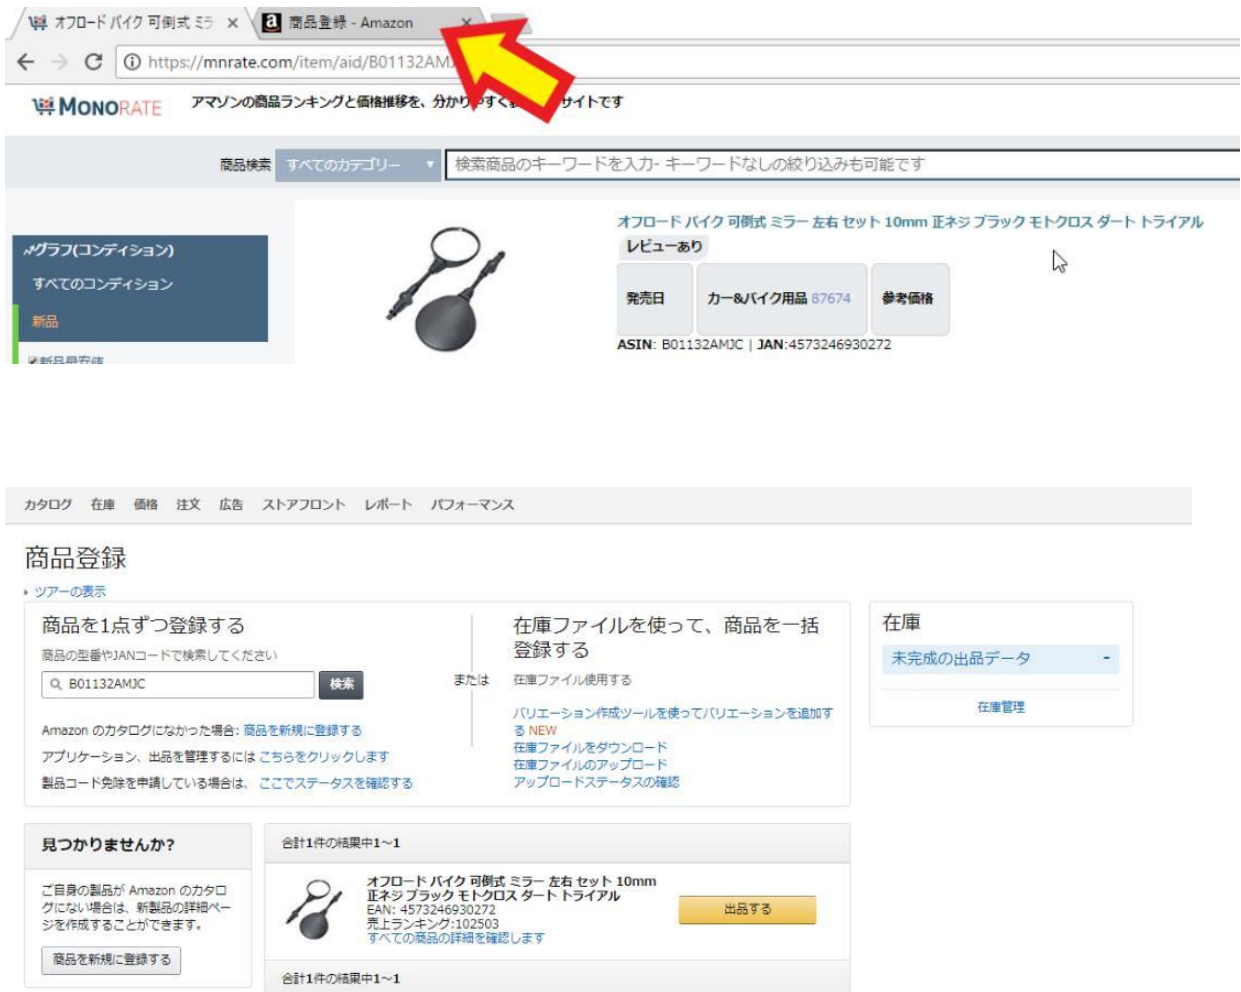 オフロード バイク 可倒式 ミラ
商品登録 - Amazon
https://mnrate.com/item/aid/B01132AM
MONORATE
アマゾンの商品ランキングと価格推移を、分かりやすく
サイトです
商品検索
すべてのカテゴリー
検索商品のキーワードを入力- キーワードなしの絞り込みも可能です
グラフ(コンディション)
すべてのコンディション
新品
新品最安値
オフロード バイク 可倒式 ミラー 左右 セット 10mm 正ネジ ブラック モトクロス ダート トライアル
レビューあり
発売日
カー&バイク用品 87674
参考価格
ASIN: B01132AMJC | JAN:4573246930272
カタログ 在庫 価格 注文 広告 ストアフロント レポート パフォーマンス
商品登録
ツアーの表示
商品を1点ずつ登録する
商品の型番やJANコードで検索してください
B01132AMJC
検索
Amazon のカタログになかった場合: 商品を新規に登録する
アプリケーション、出品を管理するには こちらをクリックします
製品コード免除を申請している場合は、 ここでステータスを確認する
または
在庫ファイルを使って、商品を一括
登録する
在庫ファイル使用する
バリエーション作成ツールを使ってバリエーションを追加す
る NEW
在庫ファイルをダウンロード
在庫ファイルのアップロード
アップロードステータスの確認
在庫
未完成の出品データ -
在庫管理
見つかりませんか?
ご自身の製品が Amazon のカタロ
グにない場合は、新製品の詳細ペー
ジを作成することができます。
商品を新規に登録する
合計1件の結果中1～1
オフロード バイク 可倒式 ミラー 左右 セット 10mm
正ネジ ブラック モトクロス ダート トライアル
EAN: 4573246930272
売上ランキング:102503
すべての商品の詳細を確認します
出品する
合計1件の結果中1～1